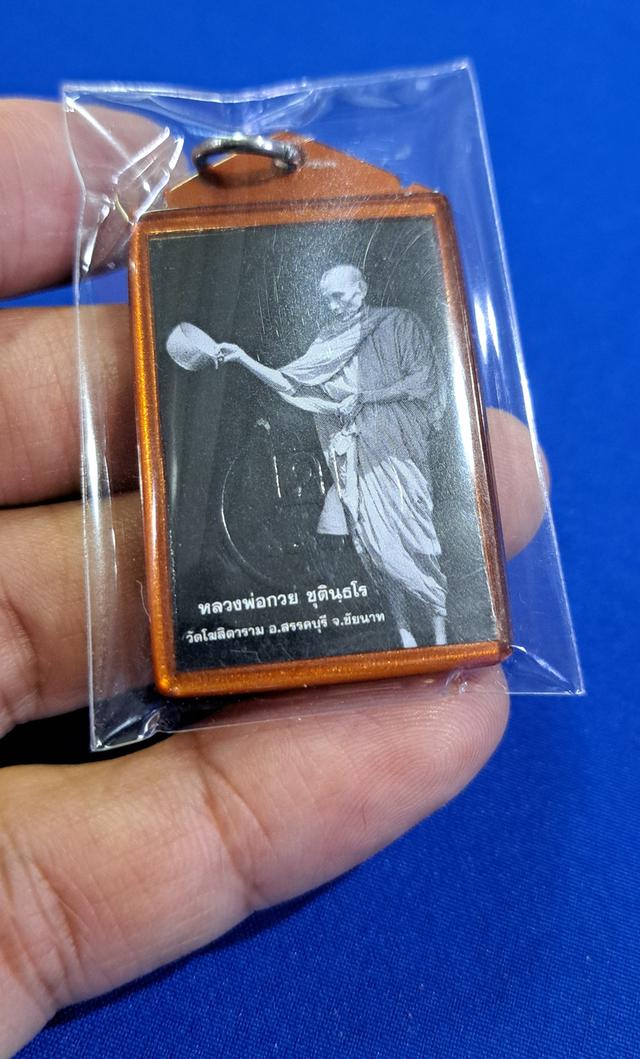 หลวงพ่อกวย ชุตินฺธโร
วัดโฆสิตาราม อ.สรรคบุรี จ.ชัยนาท